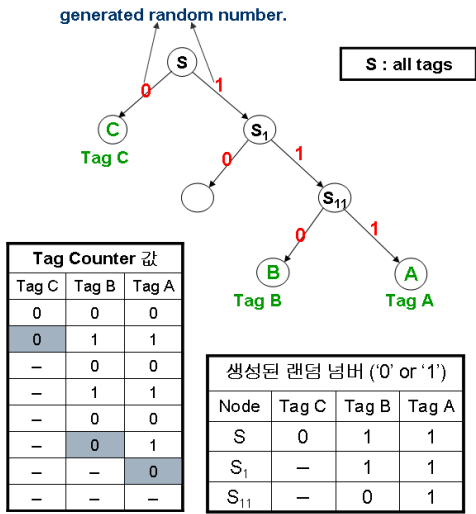 generated random number.
S
S : all tags
0
1
C
S1
Tag C
0
1
S11
0
1
B
A
Tag B
Tag A
Tag Counter 값
Tag C Tag B Tag A
0 0 0
0 1 1
– 0 0
– 1 1
– 0 0
– 0 1
– – 0
– – –
생성된 랜덤 넘버 ('0' or '1')
Node Tag C Tag B Tag A
S 0 1 1
S1 – 1 1
S11 – 0 1